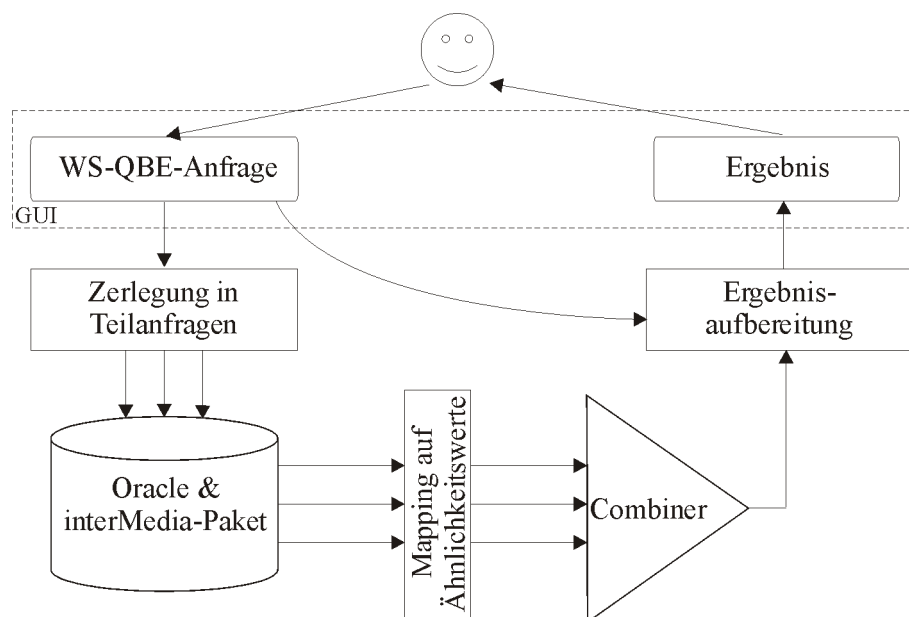 WS-QBE-Anfrage
Ergebnis
GUI
Zerlegung in
Teilanfragen
Ergebnis-
aufbereitung
Oracle &
interMedia-Paket
Mapping auf
Ähnlichkeitswerte
Combiner